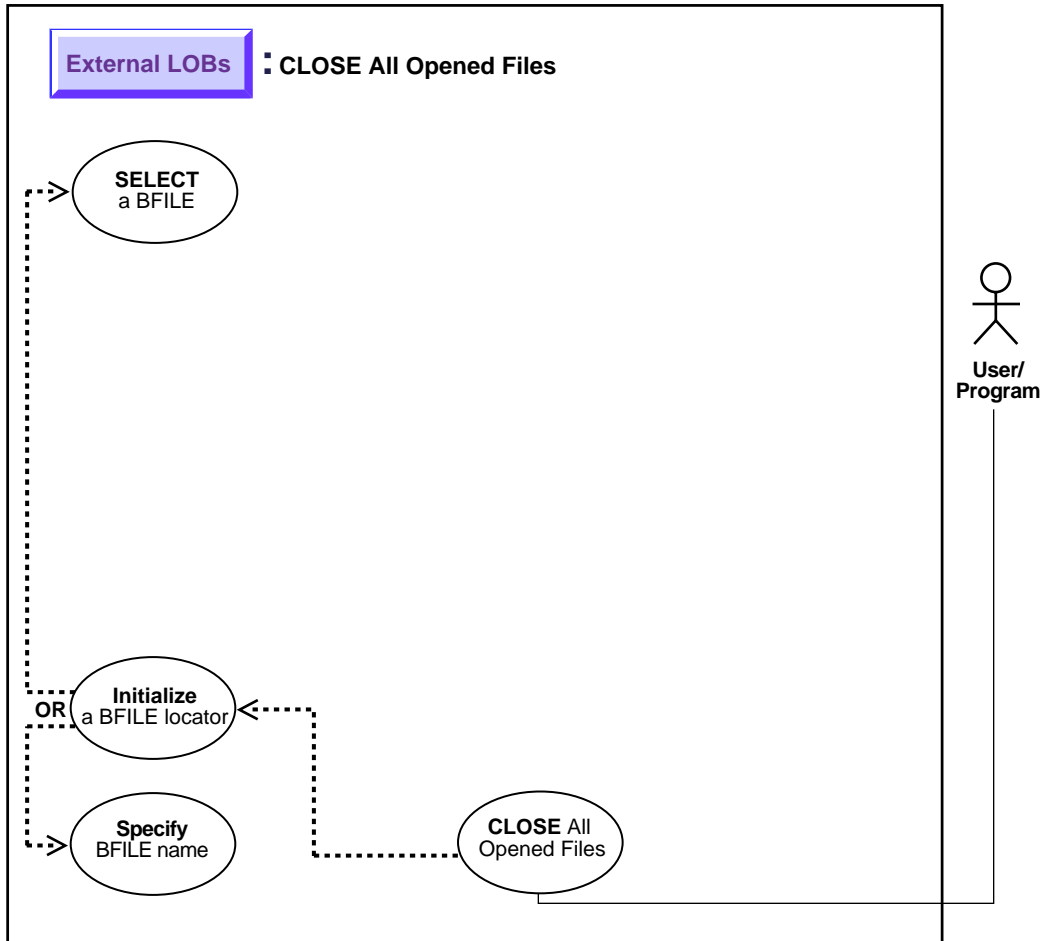 External LOBs : CLOSE All Opened Files
SELECT
a BFILE
User/
Program
Initialize
OR a BFILE locator
Specify
BFILE name
CLOSE All
Opened Files